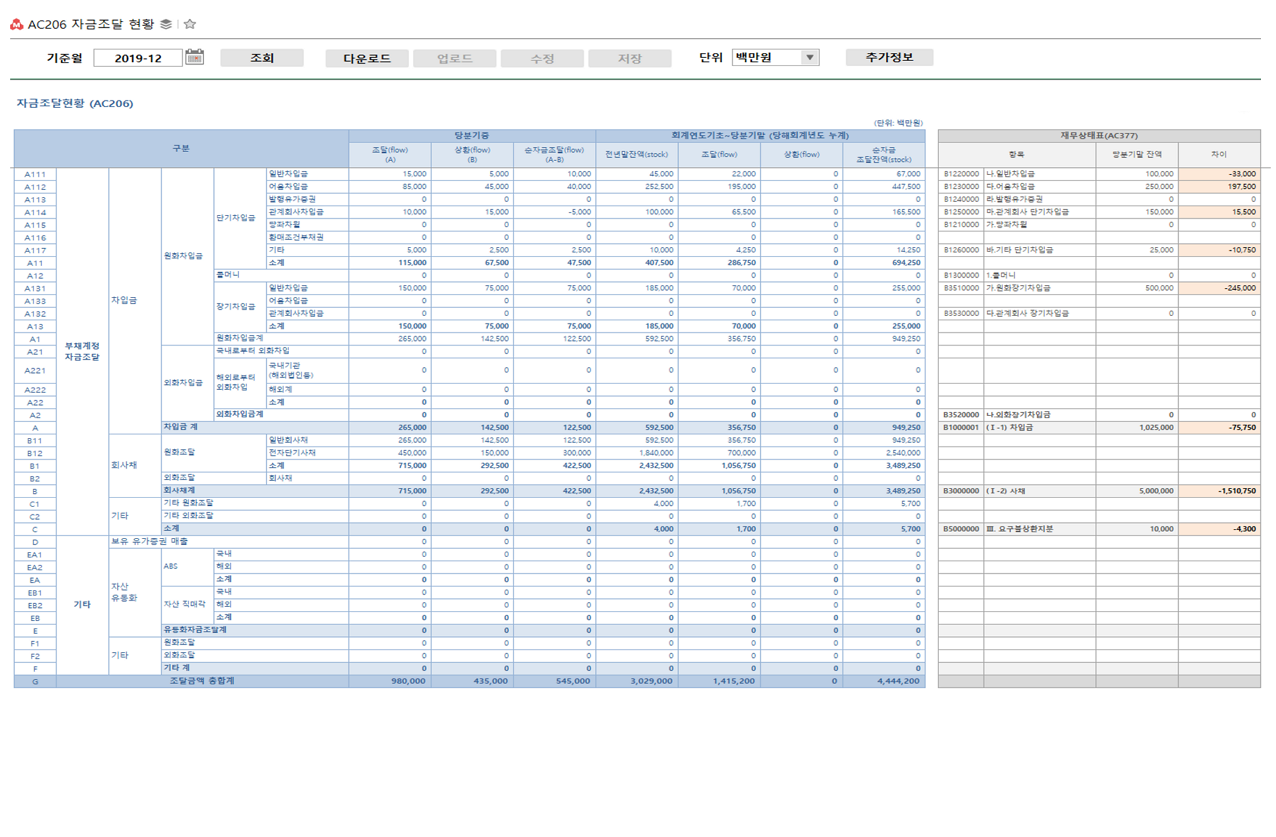 AC206 자금조달 현황
기준월 2019-12 조회 다운로드 업로드 수정 저장 단위 백만원 추가정보
자금조달현황 (AC206)
(단위: 백만원)
구분 당분기중 회계연도기초~당분기말 (당해회계년도 누계) 재무상태표(AC377)
조달(flow) (A) 상환(flow) (B) 순자금조달(flow) (A-B) 전년말잔액(stock) 조달(flow) 상환(flow) 순자금 조달잔액(stock) 항목 당분기말 잔액 차이
부채계정 자금조달
차입금
원화차입금
단기차입금
A111 일반차입금 15,000 5,000 10,000 45,000 22,000 0 67,000 B1220000 나.일반차입금 100,000 -33,000
A112 어음차입금 85,000 45,000 40,000 252,500 195,000 0 447,500 B1230000 다.어음차입금 250,000 197,500
A113 발행유가증권 0 0 0 0 0 0 0 B1240000 라.발행유가증권 0 0
A114 관계회사차입금 10,000 15,000 -5,000 100,000 65,500 0 165,500 B1250000 마.관계회사 단기차입금 150,000 15,500
A115 당좌차월 0 0 0 0 0 0 0 B1210000 가.당좌차월 0 0
A116 환매조건부채권 0 0 0 0 0 0 0
A117 기타 5,000 2,500 2,500 10,000 4,250 0 14,250 B1260000 바.기타 단기차입금 25,000 -10,750
A11 소계 115,000 67,500 47,500 407,500 286,750 0 694,250
A12 콜머니 0 0 0 0 0 0 0 B1300000 1.콜머니 0 0
장기차입금
A131 일반차입금 150,000 75,000 75,000 185,000 70,000 0 255,000 B3510000 가.원화장기차입금 500,000 -245,000
A133 어음차입금 0 0 0 0 0 0 0
A132 관계회사차입금 0 0 0 0 0 0 0 B3530000 다.관계회사 장기차입금 0 0
A13 소계 150,000 75,000 75,000 185,000 70,000 0 255,000
A1 원화차입금계 265,000 142,500 122,500 592,500 356,750 0 949,250
외화차입금
A21 국내로부터 외화차입 0 0 0 0 0 0 0
해외로부터 외화차입
A221 국내기관 (해외법인등) 0 0 0 0 0 0 0
A222 해외계 0 0 0 0 0 0 0
A22 소계 0 0 0 0 0 0 0
A2 외화차입금계 0 0 0 0 0 0 0 B3520000 나.외화장기차입금 0 0
A 차입금 계 265,000 142,500 122,500 592,500 356,750 0 949,250 B1000001 (Ⅰ-1) 차입금 1,025,000 -75,750
회사채
원화조달
B11 일반회사채 265,000 142,500 122,500 592,500 356,750 0 949,250
B12 전자단기사채 450,000 150,000 300,000 1,840,000 700,000 0 2,540,000
B1 소계 715,000 292,500 422,500 2,432,500 1,056,750 0 3,489,250
B2 외화조달 회사채 0 0 0 0 0 0 0
B 회사채계 715,000 292,500 422,500 2,432,500 1,056,750 0 3,489,250 B3000000 (Ⅰ-2) 사채 5,000,000 -1,510,750
기타
C1 기타 원화조달 0 0 0 4,000 1,700 0 5,700
C2 기타 외화조달 0 0 0 0 0 0 0
C 소계 0 0 0 4,000 1,700 0 5,700 B5000000 Ⅲ. 요구불상환지분 10,000 -4,300
기타
D 보유 유가증권 매출 0 0 0 0 0 0 0
자산 유동화
ABS
EA1 국내 0 0 0 0 0 0 0
EA2 해외 0 0 0 0 0 0 0
EA 소계 0 0 0 0 0 0 0
자산 직매각
EB1 국내 0 0 0 0 0 0 0
EB2 해외 0 0 0 0 0 0 0
EB 소계 0 0 0 0 0 0 0
E 유동화자금조달계 0 0 0 0 0 0 0
기타
F1 원화조달 0 0 0 0 0 0 0
F2 외화조달 0 0 0 0 0 0 0
F 기타 계 0 0 0 0 0 0 0
G 조달금액 총합계 980,000 435,000 545,000 3,029,000 1,415,200 0 4,444,200